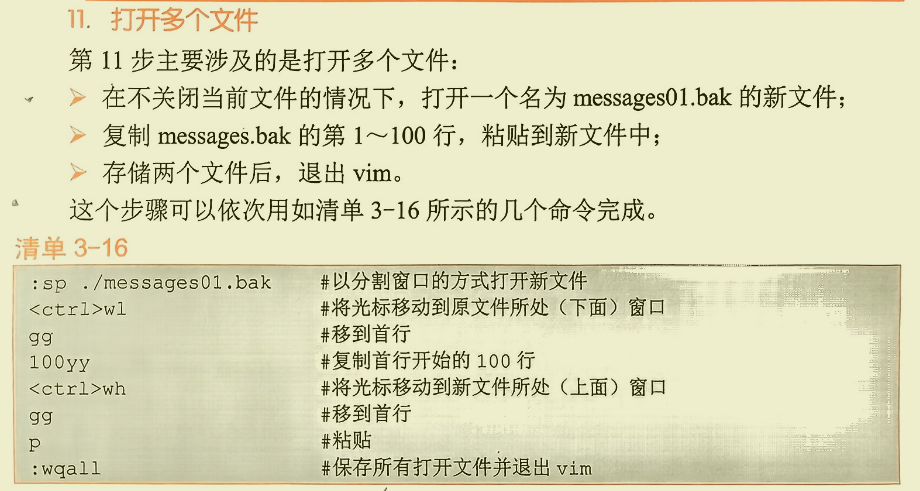 11. 打开多个文件
第 11 步主要涉及的是打开多个文件:
➢ 在不关闭当前文件的情况下，打开一个名为 messages01.bak 的新文件;
➢ 复制 messages.bak 的第 1～100 行，粘贴到新文件中;
➢ 存储两个文件后，退出 vim。
这个步骤可以依次用如清单 3-16 所示的几个命令完成。
清单 3-16
:sp ./messages01.bak #以分割窗口的方式打开新文件
<ctrl>wl #将光标移动到原文件所处（下面）窗口
gg #移到首行
100yy #复制首行开始的 100 行
<ctrl>wh #将光标移动到新文件所处（上面）窗口
gg #移到首行
p #粘贴
:wqall #保存所有打开文件并退出 vim